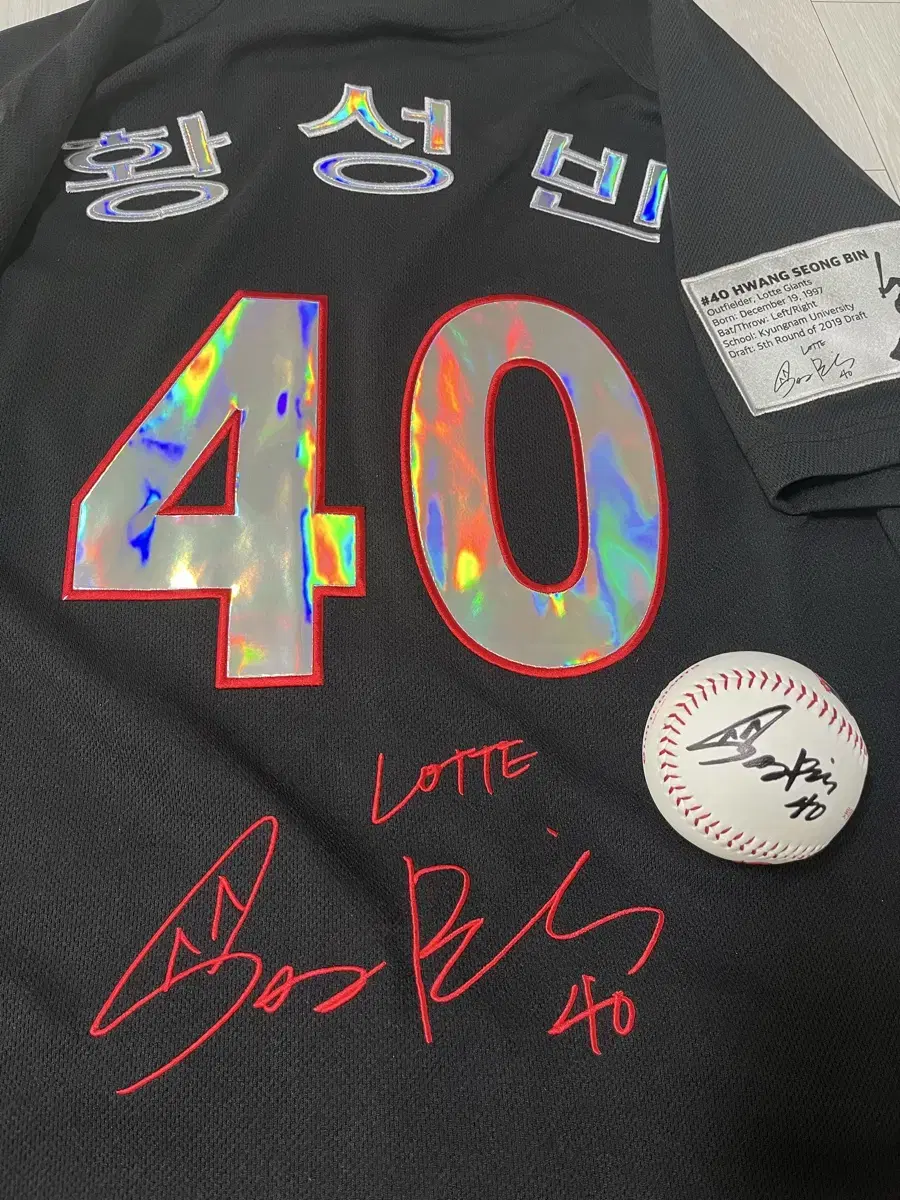 황성빈
40
#40 HWANG SEONG BIN
Outfielder, Lotte Giants
Born: December 19, 1997
Bat/Throw: Left/Right
School: Kyungnam University
Draft: 5th Round of 2019 Draft
LOTTE
40
LOTTE
40
40